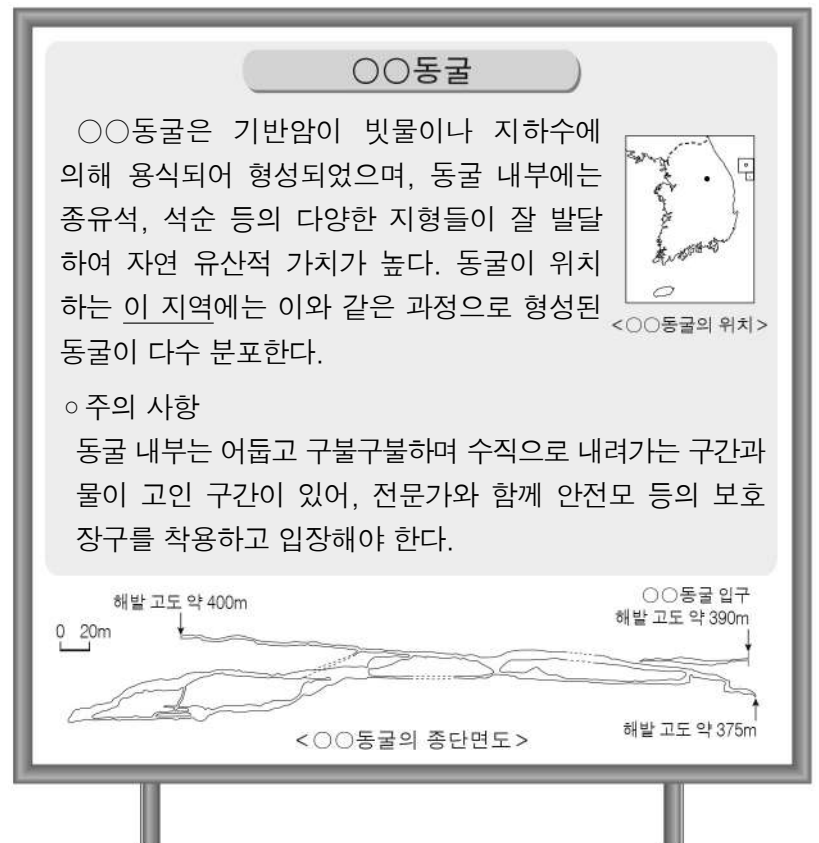 ○○동굴
○○동굴은 기반암이 빗물이나 지하수에
의해 용식되어 형성되었으며, 동굴 내부에는
종유석, 석순 등의 다양한 지형들이 잘 발달
하여 자연 유산적 가치가 높다. 동굴이 위치
하는 이 지역에는 이와 같은 과정으로 형성된
동굴이 다수 분포한다.
<○○동굴의 위치>
○ 주의 사항
동굴 내부는 어둡고 구불구불하며 수직으로 내려가는 구간과
물이 고인 구간이 있어, 전문가와 함께 안전모 등의 보호
장구를 착용하고 입장해야 한다.
해발 고도 약 400m
0 20m
○○동굴 입구
해발 고도 약 390m
해발 고도 약 375m
<○○동굴의 종단면도>